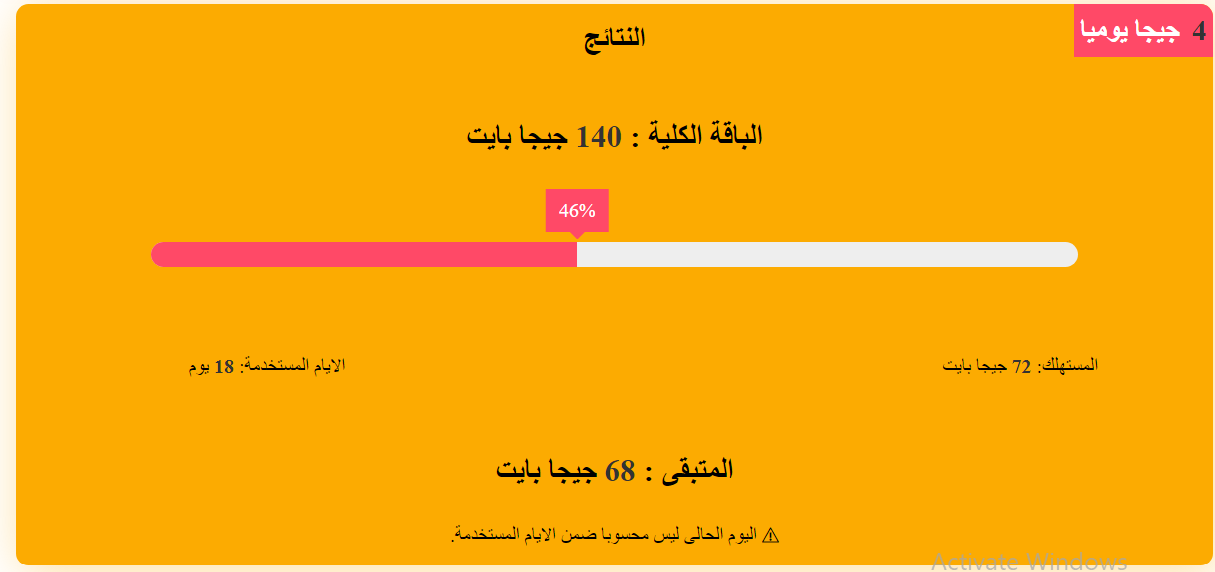 4 جيجا يوميا
النتائج
الباقة الكلية : 140 جيجا بايت
46%
المستهلك: 72 جيجا بايت
الايام المستخدمة: 18 يوم
المتبقى : 68 جيجا بايت
⚠ اليوم الحالى ليس محسوبا ضمن الايام المستخدمة.
Activate Windows